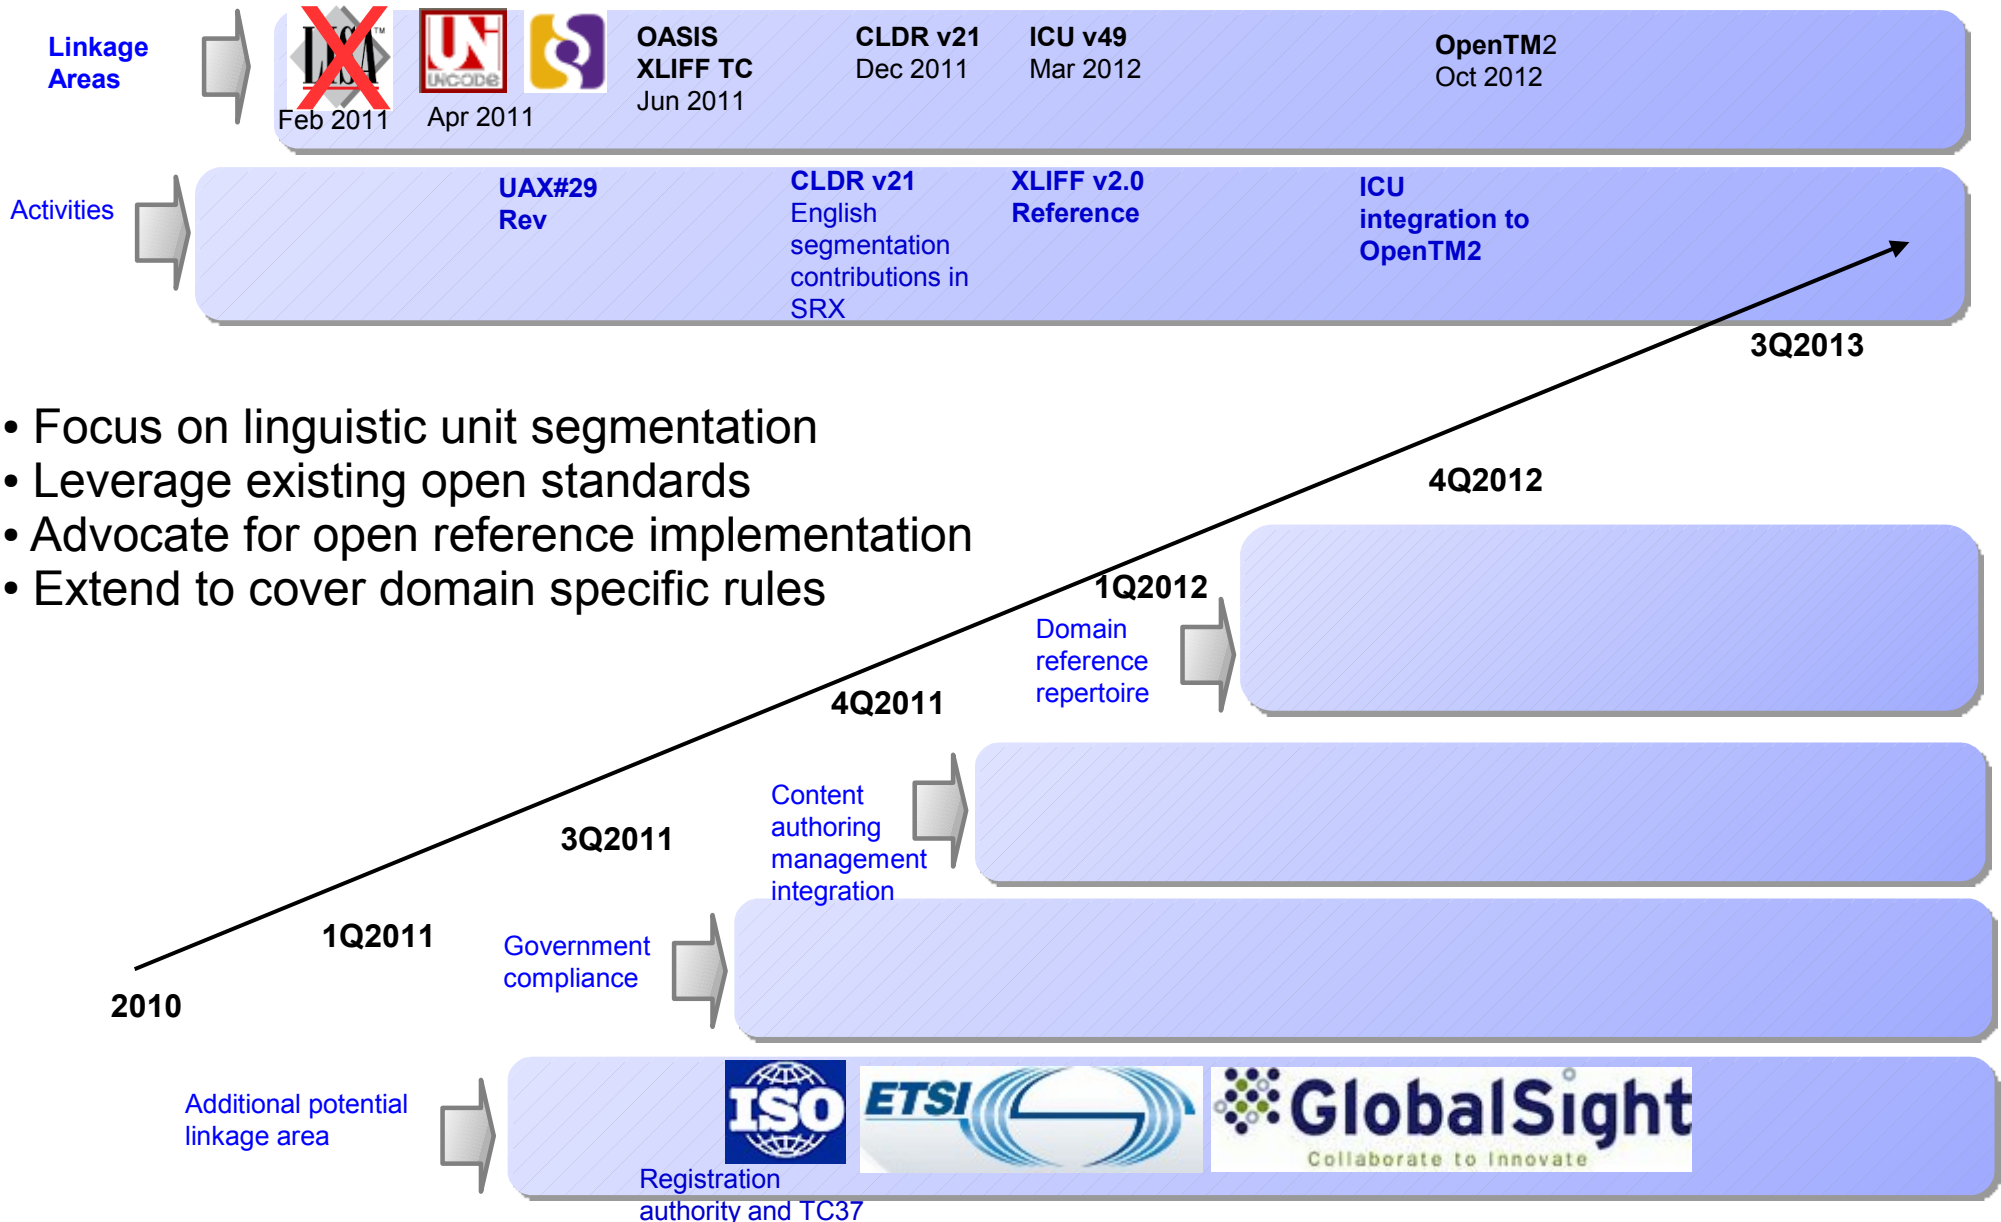 Linkage
Areas
LISA
TM
Feb 2011
UNICODE
Apr 2011
OASIS
XLIFF TC
Jun 2011
CLDR v21
Dec 2011
ICU v49
Mar 2012
OpenTM2
Oct 2012
Activities
UAX#29
Rev
CLDR v21
English
segmentation
contributions in
SRX
XLIFF v2.0
Reference
ICU
integration to
OpenTM2
3Q2013
• Focus on linguistic unit segmentation
• Leverage existing open standards
• Advocate for open reference implementation
• Extend to cover domain specific rules
4Q2012
1Q2012
Domain
reference
repertoire
4Q2011
Content
authoring
management
integration
3Q2011
1Q2011
Government
compliance
2010
Additional potential
linkage area
ISO
ETSI
GlobalSight
Collaborate to Innovate
Registration
authority and TC37